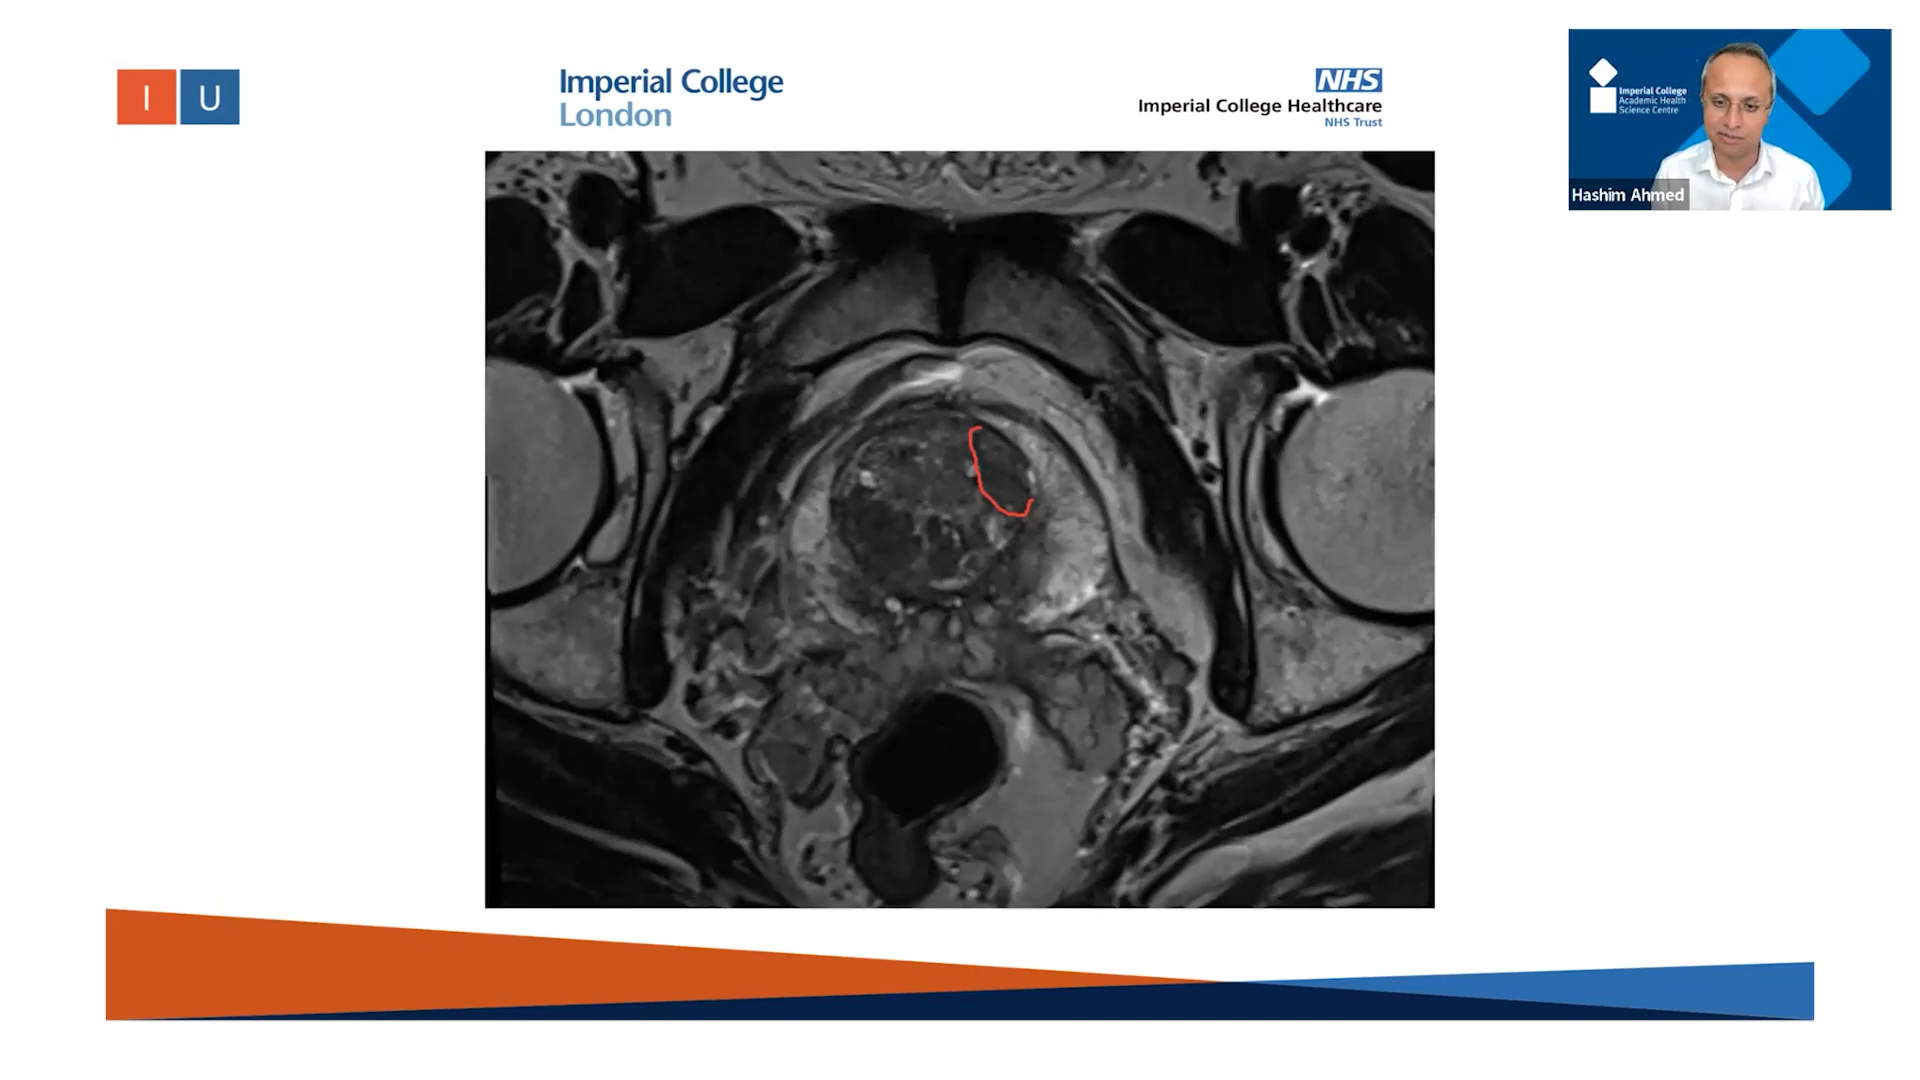 I U
Imperial College
London
NHS
Imperial College Healthcare
NHS Trust
Imperial College
Academic Health
Science Centre
Hashim Ahmed